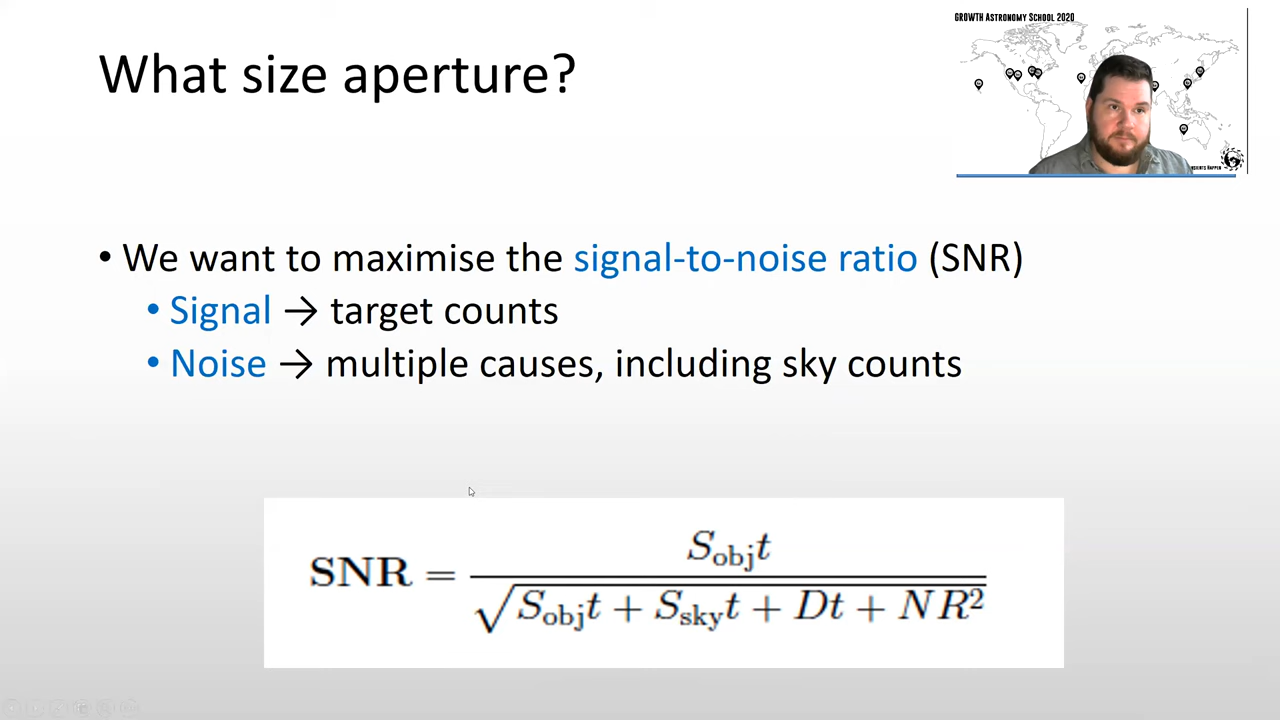 GROWTH ASTRONOMY SCHOOL 2020
What size aperture?
• We want to maximise the signal-to-noise ratio (SNR)
• Signal → target counts
• Noise → multiple causes, including sky counts
SNR = S_obj t / √(S_obj t + S_sky t + Dt + NR²)